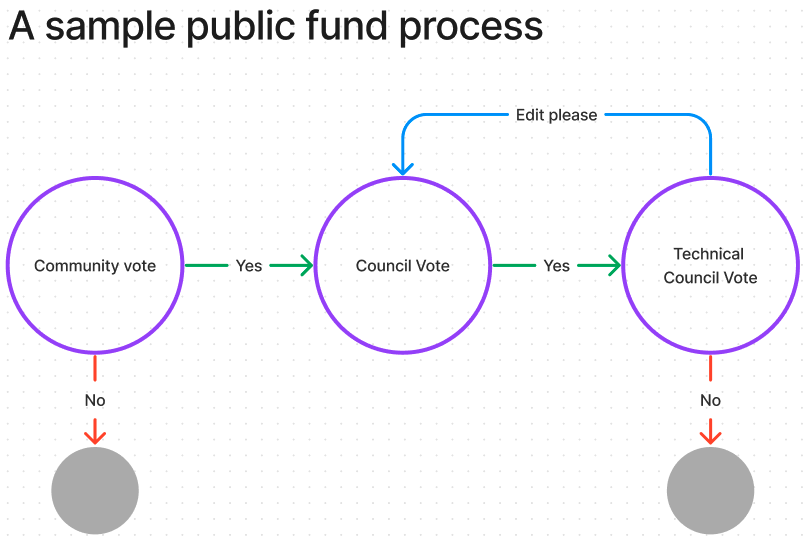 A sample public fund process
Edit please
Community vote
Yes
Council Vote
Yes
Technical
Council Vote
No
No